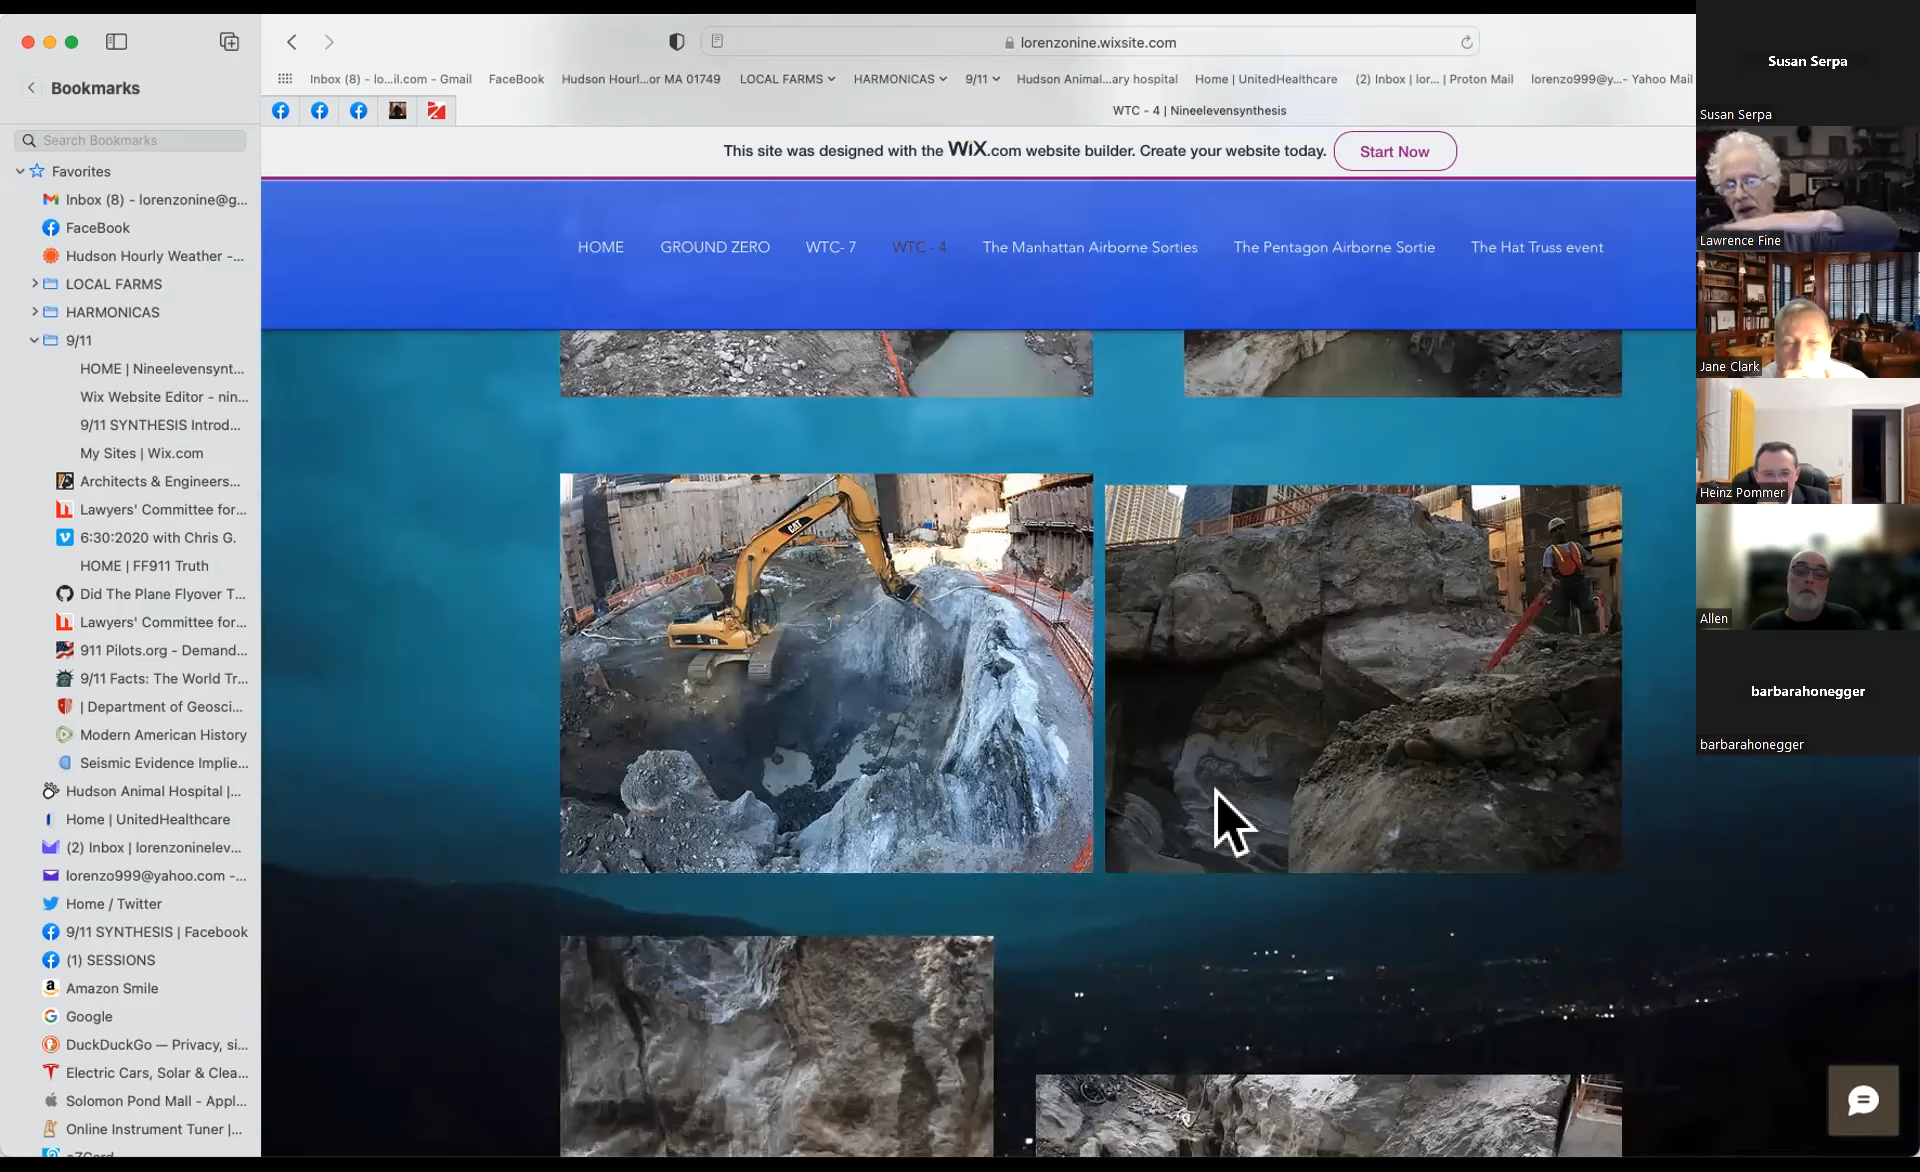 Bookmarks
Search Bookmarks
Favorites
Inbox (8) - lorenzonine@g...
FaceBook
Hudson Hourly Weather -...
LOCAL FARMS
HARMONICAS
9/11
HOME | Nineelevensynt...
Wix Website Editor - nin...
9/11 SYNTHESIS Introd...
My Sites | Wix.com
Architects & Engineers...
Lawyers' Committee for...
6:30:2020 with Chris G.
HOME | FF911 Truth
Did The Plane Flyover T...
Lawyers' Committee for...
911 Pilots.org - Demand...
9/11 Facts: The World Tr...
| Department of Geosci...
Modern American History
Seismic Evidence Implie...
Hudson Animal Hospital |...
Home | UnitedHealthcare
(2) Inbox | lorenzoninelev...
lorenzo999@yahoo.com -...
Home / Twitter
9/11 SYNTHESIS | Facebook
(1) SESSIONS
Amazon Smile
Google
DuckDuckGo — Privacy, si...
Electric Cars, Solar & Clea...
Solomon Pond Mall - Appl...
Online Instrument Tuner |...
lorenzonine.wixsite.com
Inbox (8) - lo...il.com - Gmail FaceBook Hudson Hourl...or MA 01749 LOCAL FARMS HARMONICAS 9/11 Hudson Animal...ary hospital Home | UnitedHealthcare (2) Inbox | lor... | Proton Mail lorenzo999@y...- Yahoo Mail
WTC - 4 | Nineelevensynthesis
This site was designed with the WiX.com website builder. Create your website today. Start Now
HOME GROUND ZERO WTC- 7 WTC - 4 The Manhattan Airborne Sorties The Pentagon Airborne Sortie The Hat Truss event
CAT
Susan Serpa
Susan Serpa
Lawrence Fine
Jane Clark
Heinz Pommer
Allen
barbarahonegger
barbarahonegger